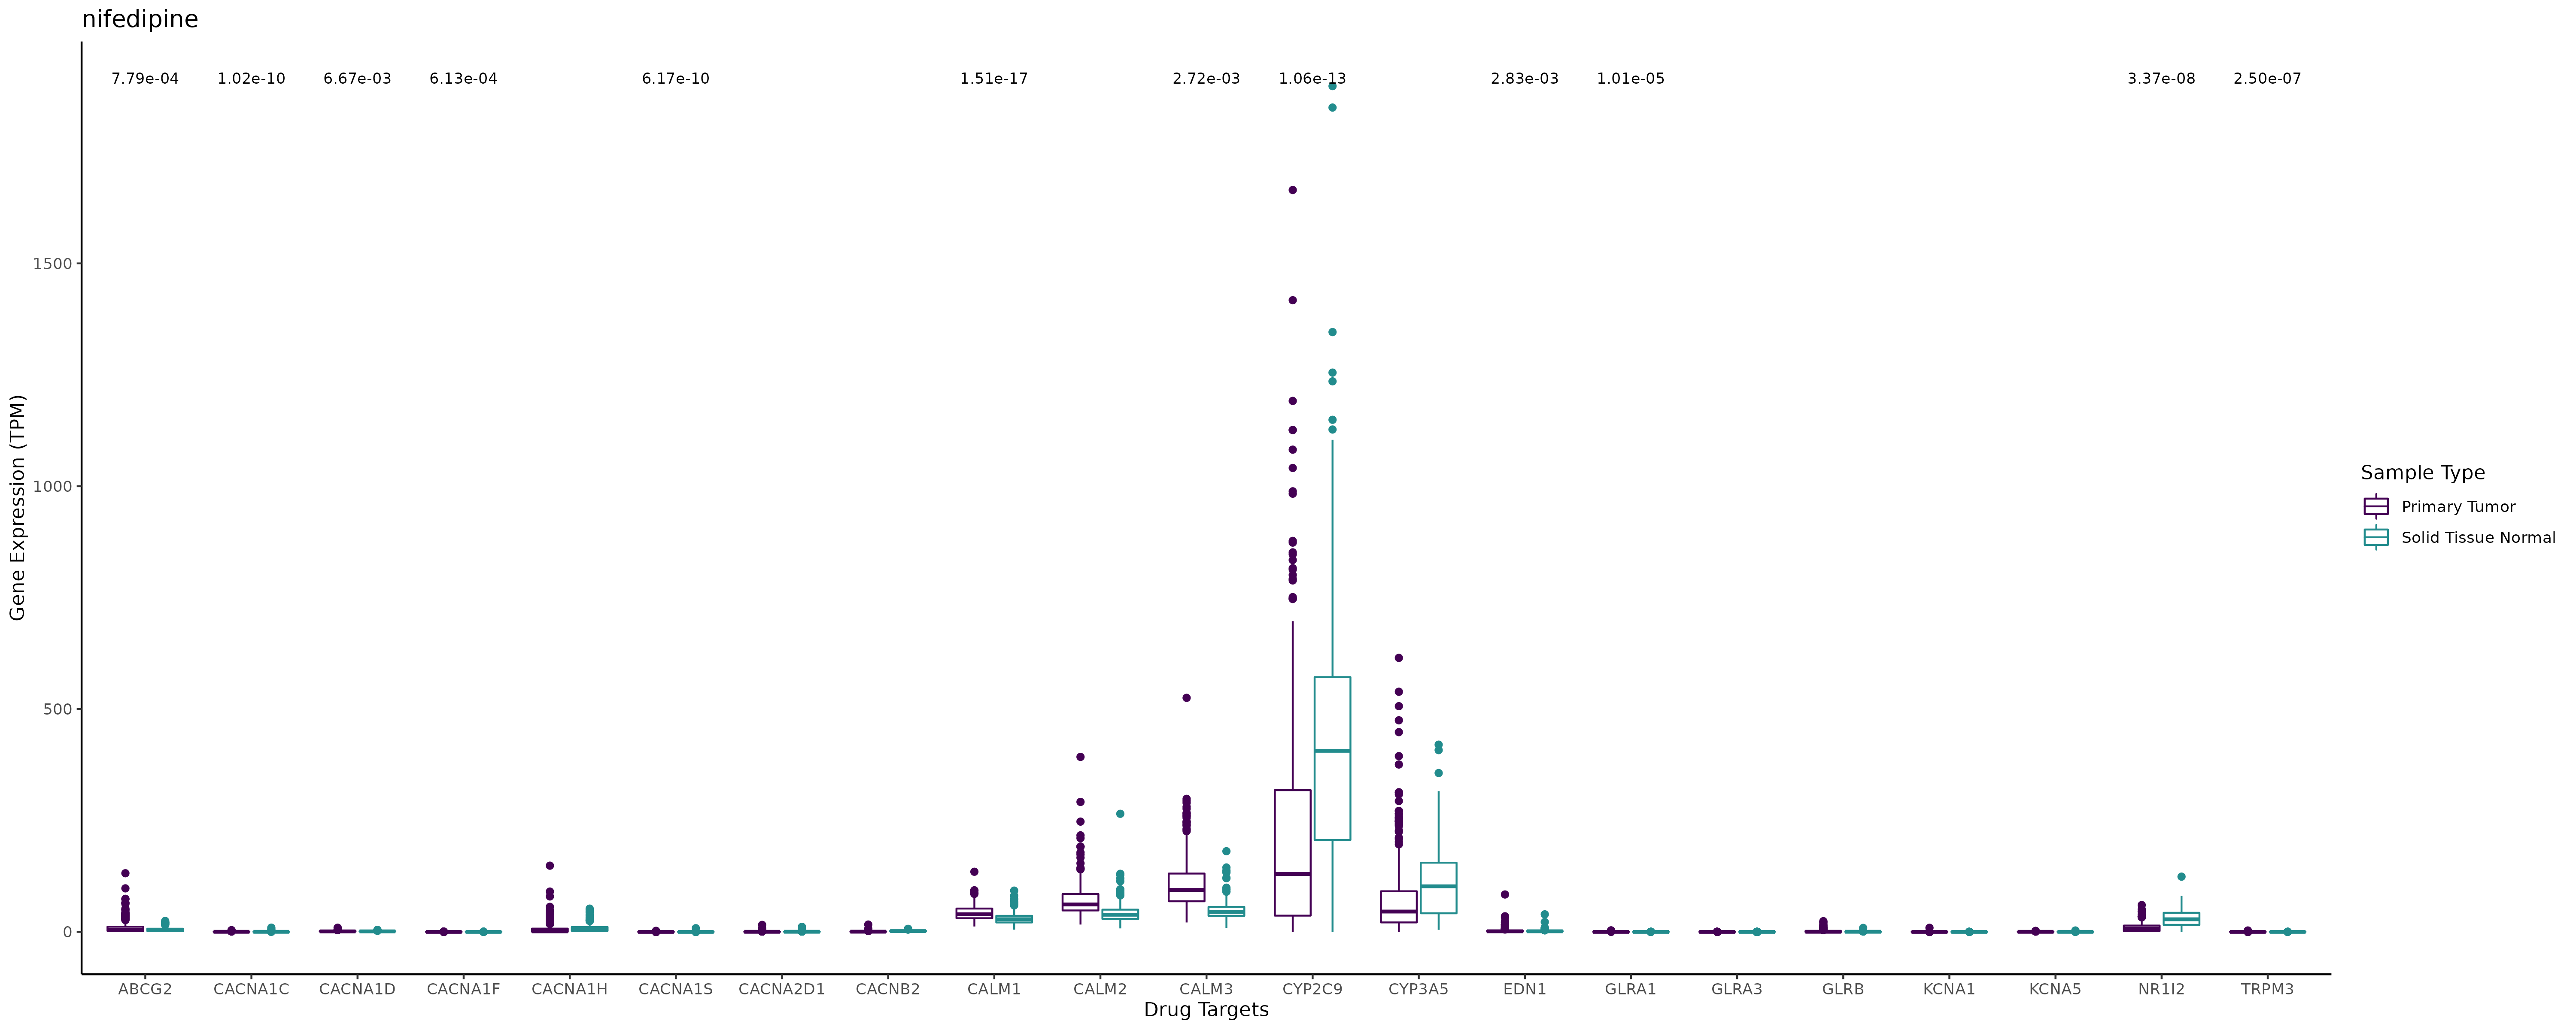 nifedipine
7.79e-04 1.02e-10 6.67e-03 6.13e-04 6.17e-10 1.51e-17 2.72e-03 1.06e-13 2.83e-03 1.01e-05 3.37e-08 2.50e-07
Gene Expression (TPM)
1500
1000
500
0
Sample Type
Primary Tumor
Solid Tissue Normal
ABCG2 CACNA1C CACNA1D CACNA1F CACNA1H CACNA1S CACNA2D1 CACNB2 CALM1 CALM2 CALM3 CYP2C9 CYP3A5 EDN1 GLRA1 GLRA3 GLRB KCNA1 KCNA5 NR1I2 TRPM3
Drug Targets